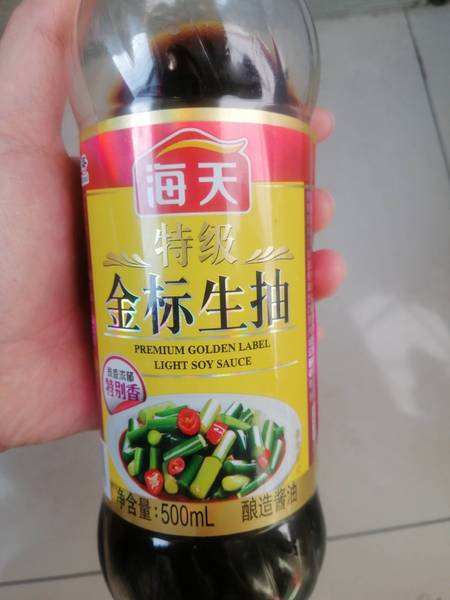 海天
特级
金标生抽
PREMIUM GOLDEN LABEL
LIGHT SOY SAUCE
特别香
净含量:500mL 酿造酱油